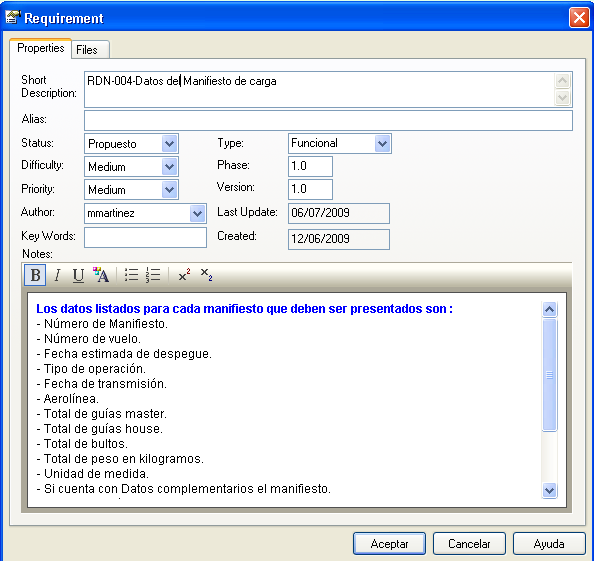 Requirement
Properties Files
Short Description: RDN-004-Datos del Manifiesto de carga
Alias:
Status: Propuesto Type: Funcional
Difficulty: Medium Phase: 1.0
Priority: Medium Version: 1.0
Author: mmartinez Last Update: 06/07/2009
Key Words: Created: 12/06/2009
Notes:
B I U A x² x₂
Los datos listados para cada manifiesto que deben ser presentados son :
- Número de Manifiesto.
- Número de vuelo.
- Fecha estimada de despegue.
- Tipo de operación.
- Fecha de transmisión.
- Aerolínea.
- Total de guías master.
- Total de guías house.
- Total de bultos.
- Total de peso en kilogramos.
- Unidad de medida.
- Si cuenta con Datos complementarios el manifiesto.
Aceptar Cancelar Ayuda